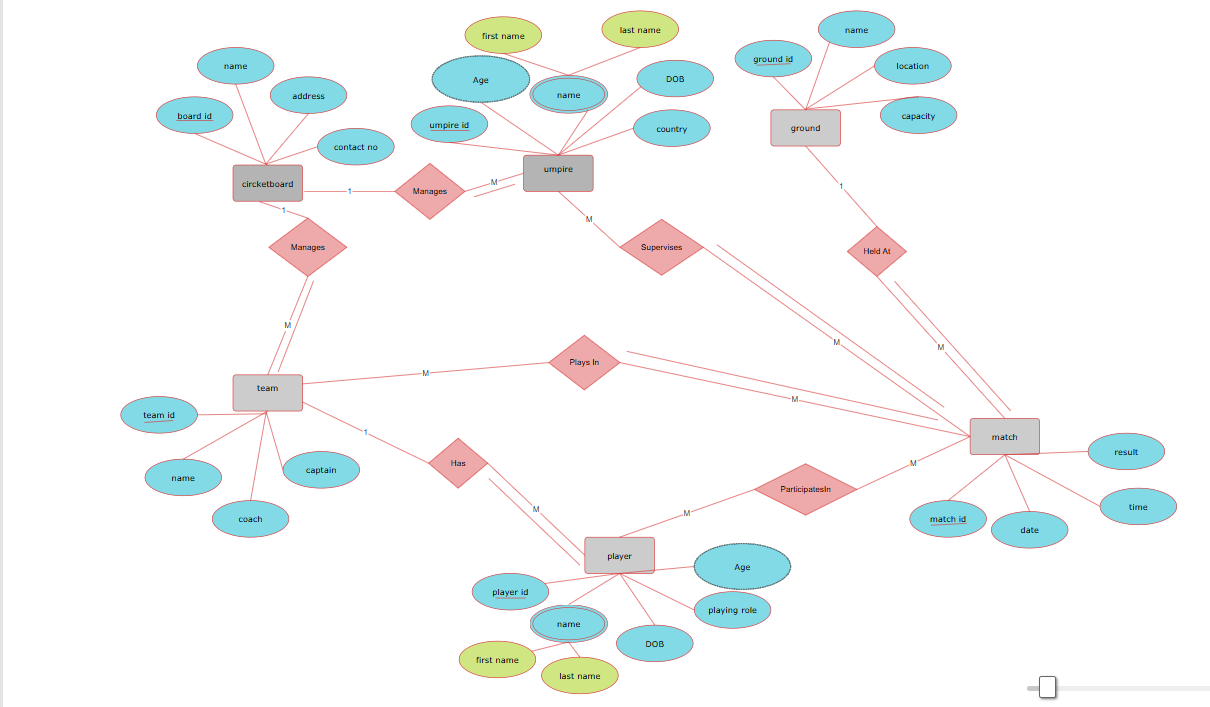 first name
last name
name
ground id
name
Age
name
DOB
location
address
board id
umpire id
country
capacity
ground
contact no
umpire
circketboard
1
Manages
M
1
M
1
Manages
Supervises
Held At
M
M
M
Plays In
M
M
team
M
team id
1
match
result
Has
M
captain
name
ParticipatesIn
M
M
time
coach
match id
date
player
Age
player id
playing role
name
DOB
first name
last name